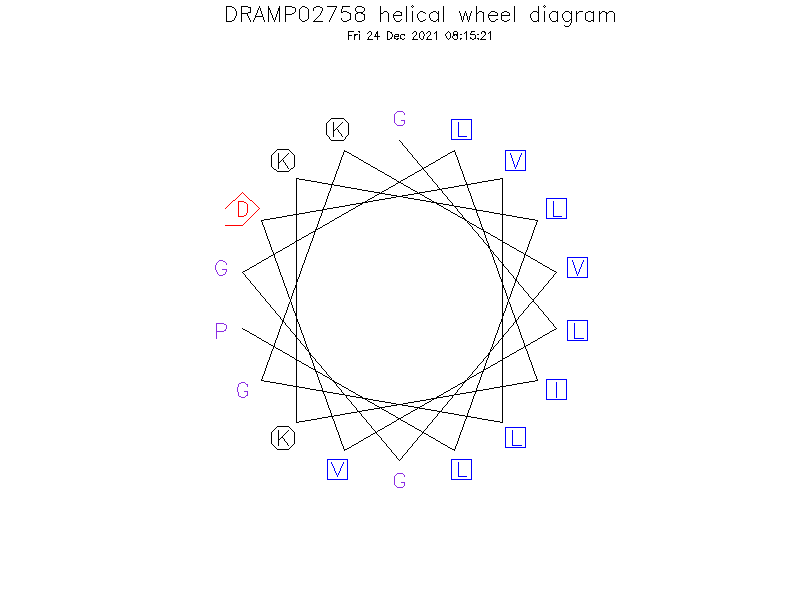 DRAMP02758 helical wheel diagram
Fri 24 Dec 2021 08:15:21
G
K L
K V
D L
G V
P L
G I
K L
V L
G